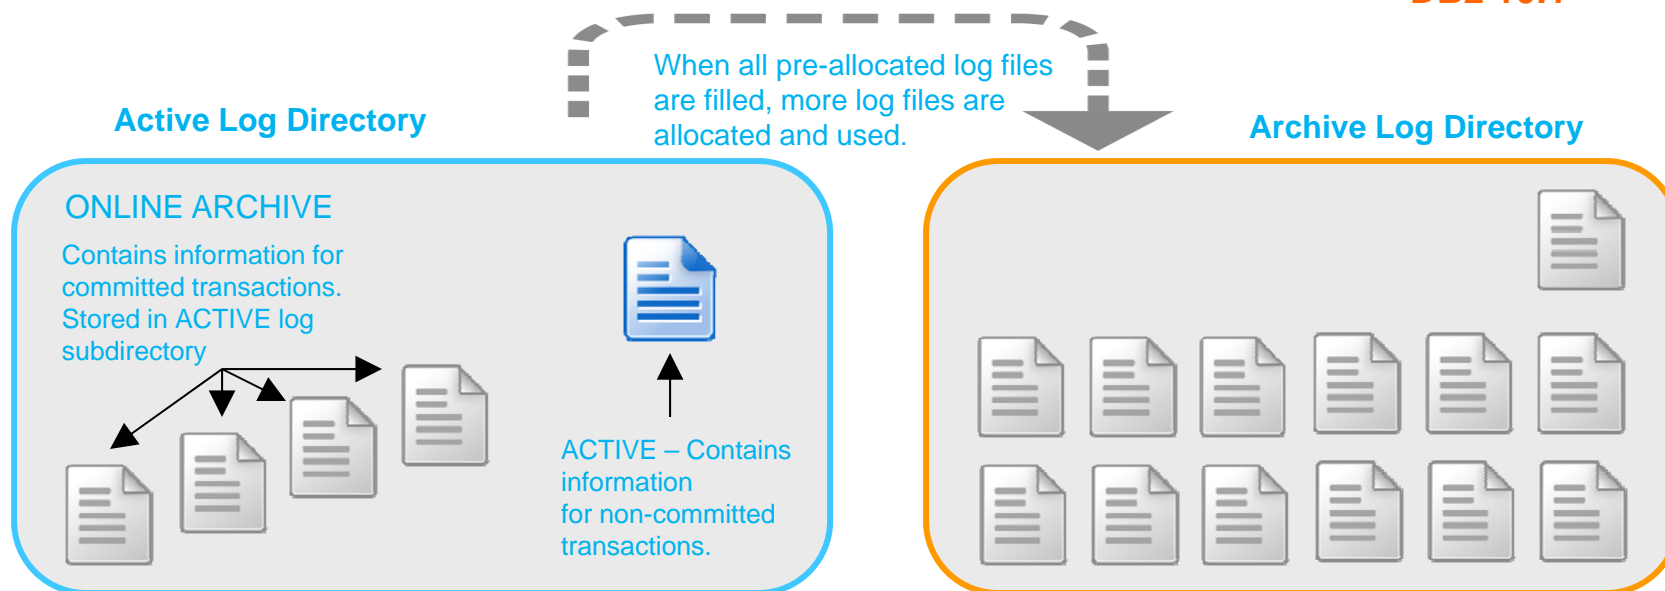 When all pre-allocated log files
are filled, more log files are
allocated and used.
Active Log Directory
Archive Log Directory
ONLINE ARCHIVE
Contains information for
committed transactions.
Stored in ACTIVE log
subdirectory
ACTIVE – Contains
information
for non-committed
transactions.